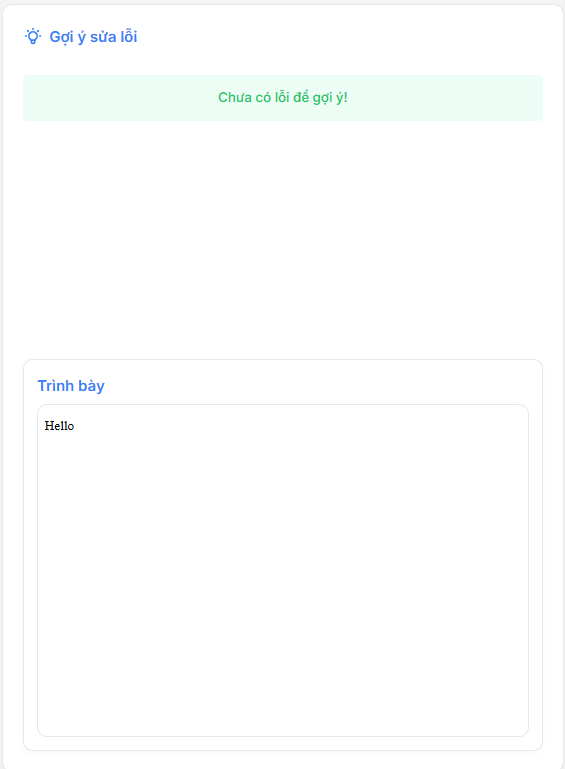 Gợi ý sửa lỗi
Chưa có lỗi để gợi ý!
Trình bày
Hello